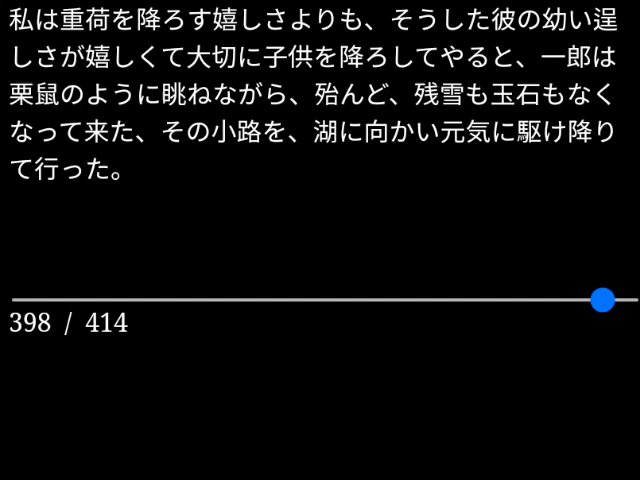 私は重荷を降ろす嬉しさよりも、そうした彼の幼い逞
しさが嬉しくて大切に子供を降ろしてやると、一郎は
栗鼠のように眺ねながら、殆んど、残雪も玉石もなく
なって来た、その小路を、湖に向かい元気に駆け降り
て行った。
398 / 414